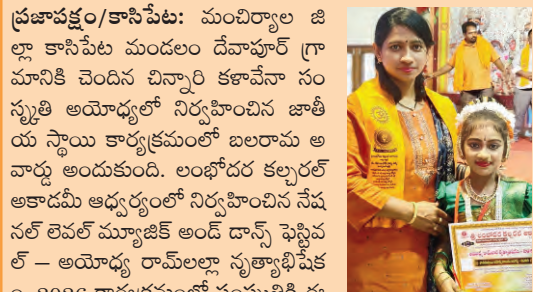 ప్రజాపక్షం/కాసిపేట: మంచిర్యాల జి
ల్లా కాసిపేట మండలం దేవాపూర్ గ్రా
మానికి చెందిన చిన్నారి కళావేనా సం
స్కృతి అయోధ్యలో నిర్వహించిన జాతీ
య స్థాయి కార్యక్రమంలో బలరామ అ
వార్డు అందుకుంది. లంభోదర కల్చరల్
అకాడమీ ఆధ్వర్యంలో నిర్వహించిన నేష
నల్ లెవల్ మ్యూజిక్ అండ్ డాన్స్ ఫెస్టివ
ల్ – అయోధ్య రామ్‌లల్లా నృత్యాభిషేక